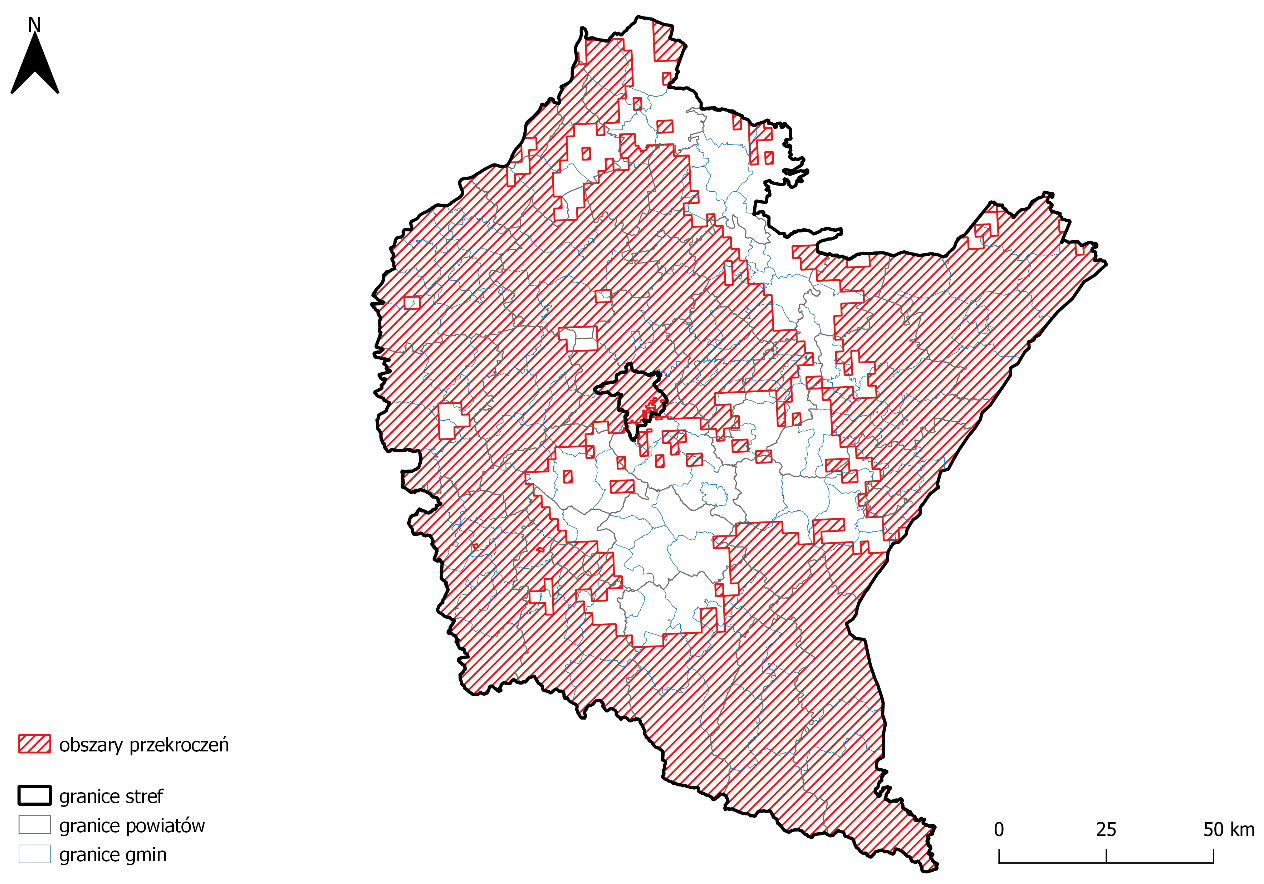 N
obszary przekroczeń
granice stref
granice powiatów
granice gmin
0 25 50 km